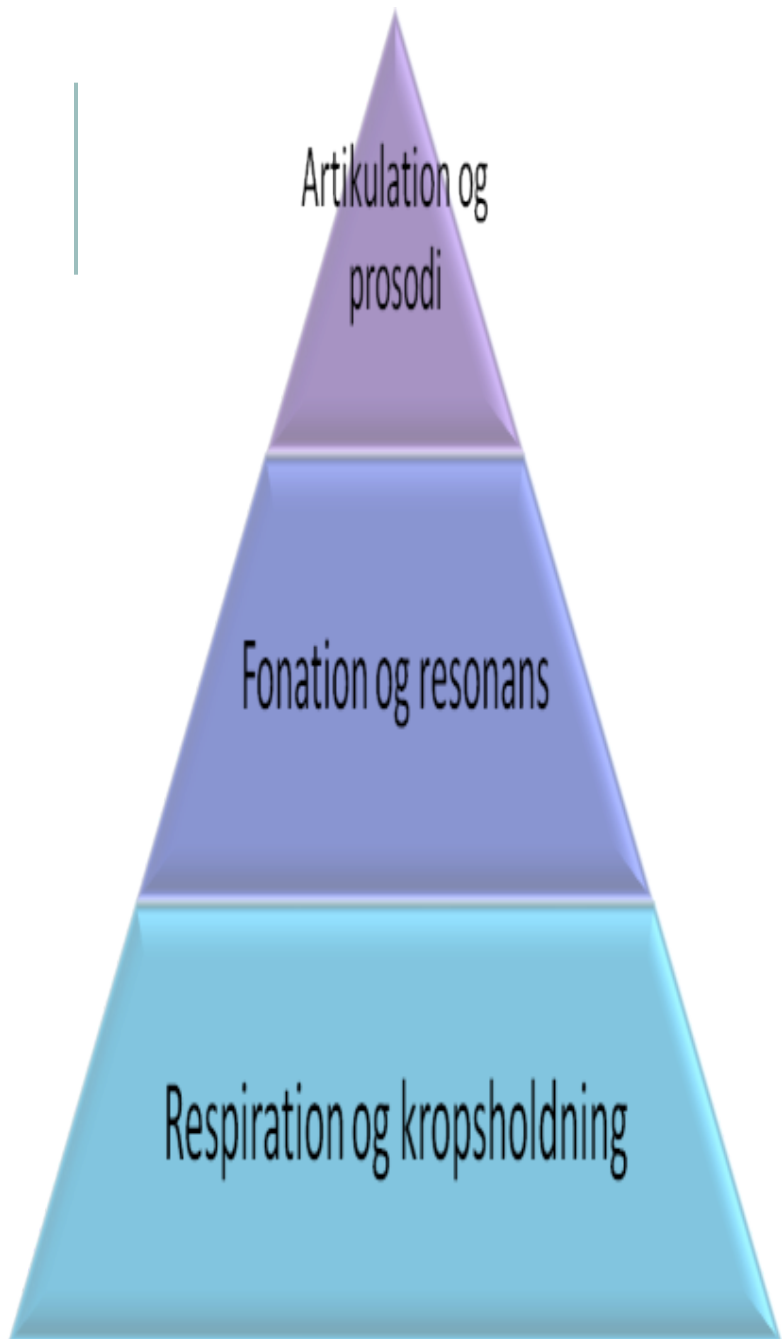 Artikulation og
prosodi
Fonation og resonans
Respiration og kropsholdning